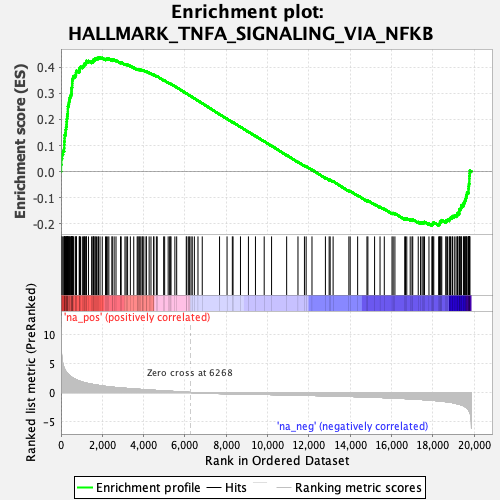 Enrichment plot:
HALLMARK_TNFA_SIGNALING_VIA_NFKB
Enrichment score (ES)
0.4
0.3
0.2
0.1
0.0
-0.1
-0.2
Ranked list metric (PreRanked)
'na_pos' (positively correlated)
10
5
0
-5
Zero cross at 6268
'na_neg' (negatively correlated)
0
2,000
4,000
6,000
8,000
10,000
12,000
14,000
16,000
18,000
20,000
Rank in Ordered Dataset
Enrichment profile
Hits
Ranking metric scores